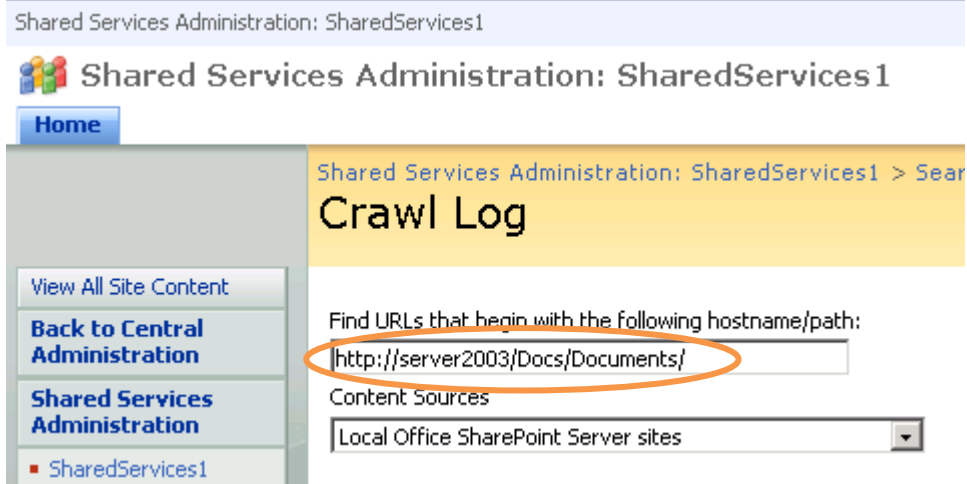 Shared Services Administration: SharedServices1
Shared Services Administration: SharedServices1
Home
Shared Services Administration: SharedServices1 > Sear
Crawl Log
View All Site Content
Back to Central
Administration
Shared Services
Administration
SharedServices1
Find URLs that begin with the following hostname/path:
http://server2003/Docs/Documents/
Content Sources
Local Office SharePoint Server sites